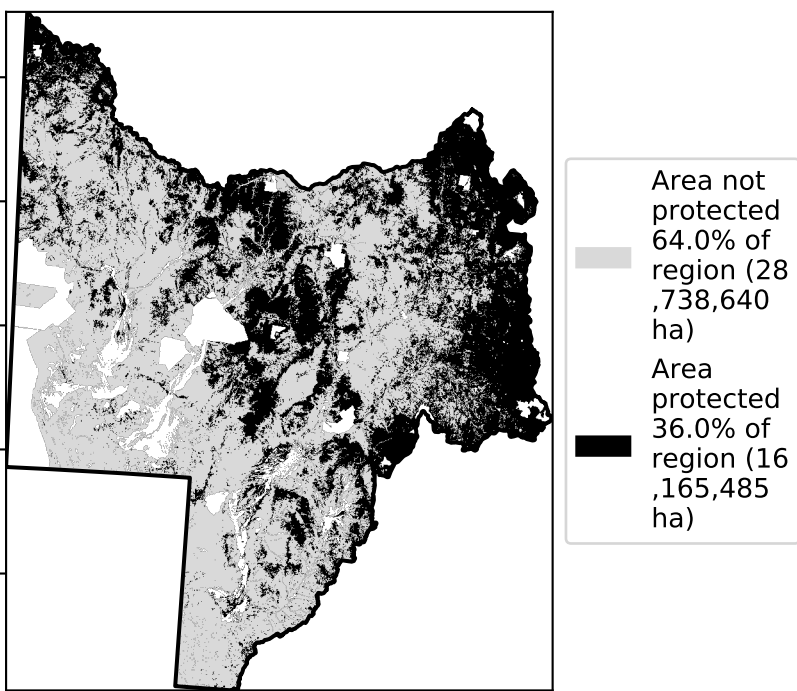 Area not
protected
64.0% of
region (28
,738,640
ha)
Area
protected
36.0% of
region (16
,165,485
ha)